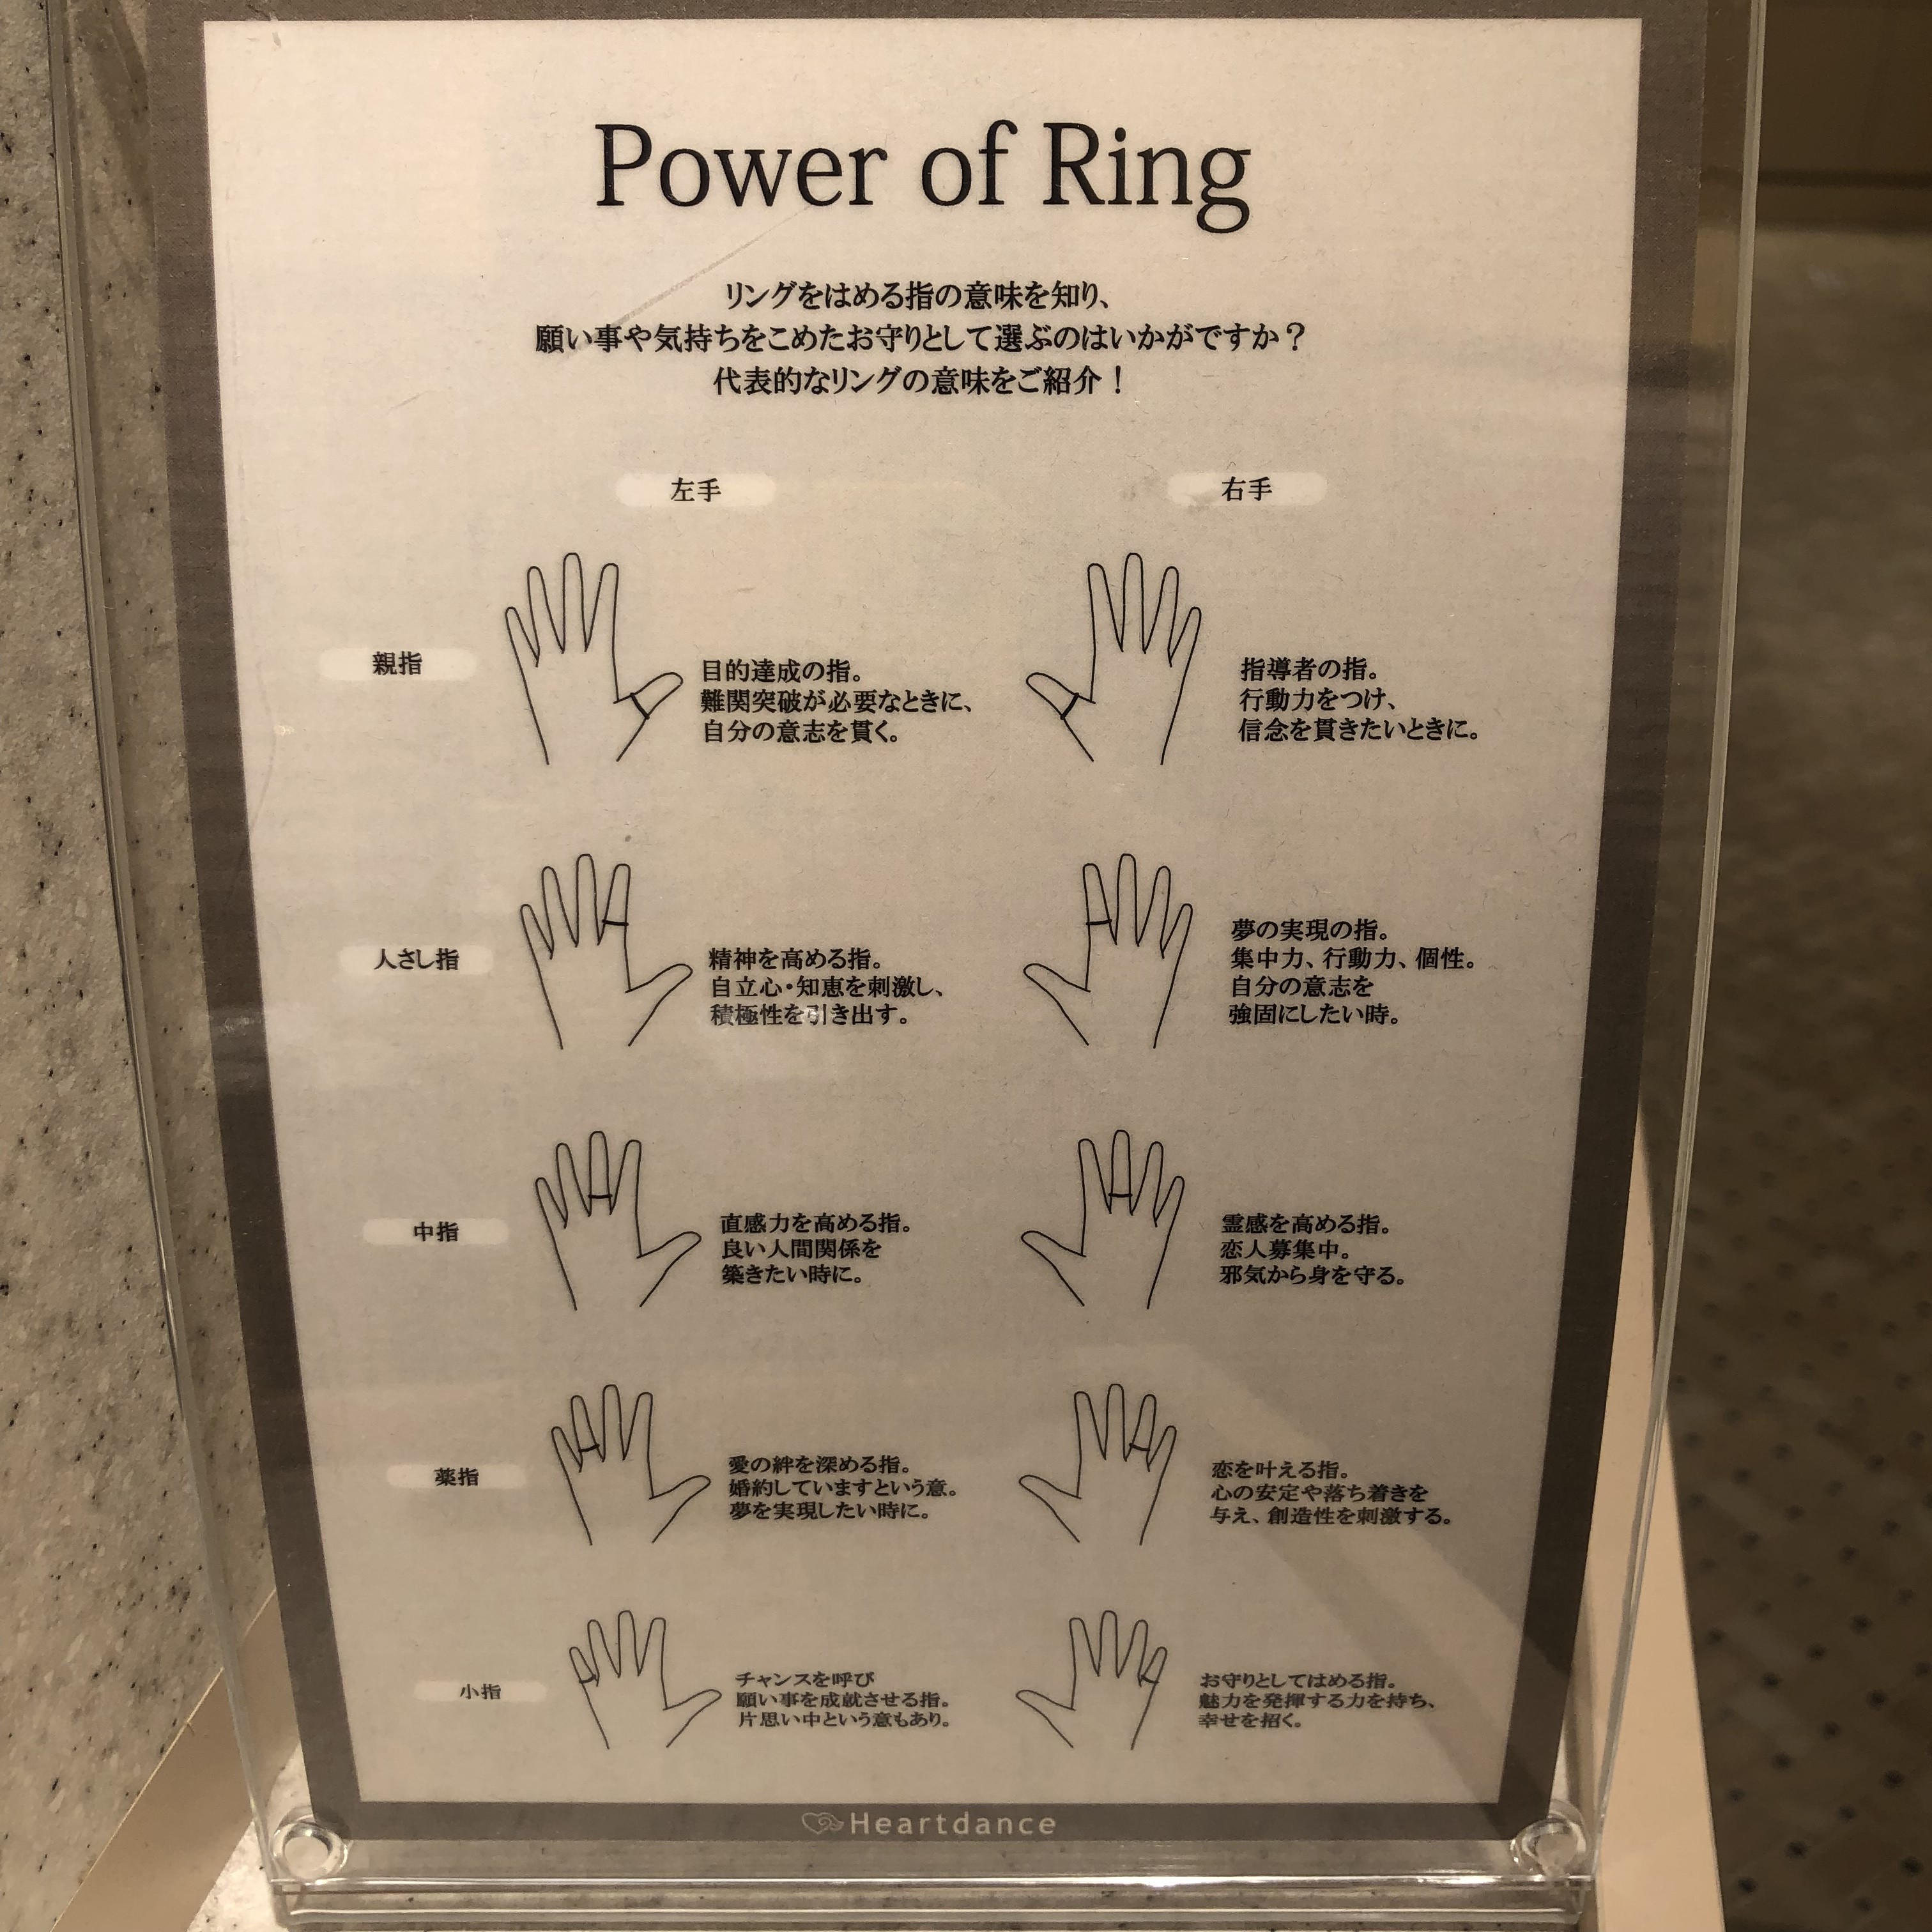 Power of Ring
リングをはめる指の意味を知り、
願い事や気持ちをこめたお守りとして選ぶのはいかがですか？
代表的なリングの意味をご紹介！
左手
右手
親指
目的達成の指。
難関突破が必要なときに、
自分の意志を貫く。
指導者の指。
行動力をつけ、
信念を貫きたいときに。
人さし指
精神を高める指。
自立心・知恵を刺激し、
積極性を引き出す。
夢の実現の指。
集中力、行動力、個性。
自分の意志を
強固にしたい時。
中指
直感力を高める指。
良い人間関係を
築きたい時に。
霊感を高める指。
恋人募集中。
邪気から身を守る。
薬指
愛の絆を深める指。
婚約していますという意。
夢を実現したい時に。
恋を叶える指。
心の安定や落ち着きを
与え、創造性を刺激する。
小指
チャンスを呼び
願い事を成就させる指。
片思い中という意もあり。
お守りとしてはめる指。
魅力を発揮する力を持ち、
幸せを招く。
Heartdance